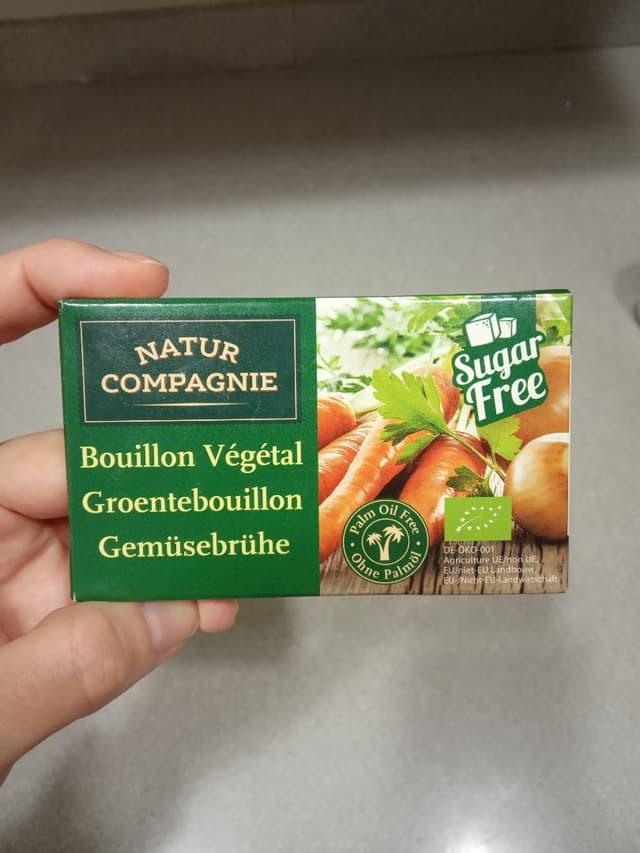 NATUR
COMPAGNIE
Bouillon Végétal
Groentebouillon
Gemüsebrühe
Sugar
Free
Palm Oil Free
Ohne Palmöl
DE-ÖKO-001
Agriculture UE/non UE,
EU/niet-EU Landbouw,
EU-/Nicht-EU-Landwirtschaft